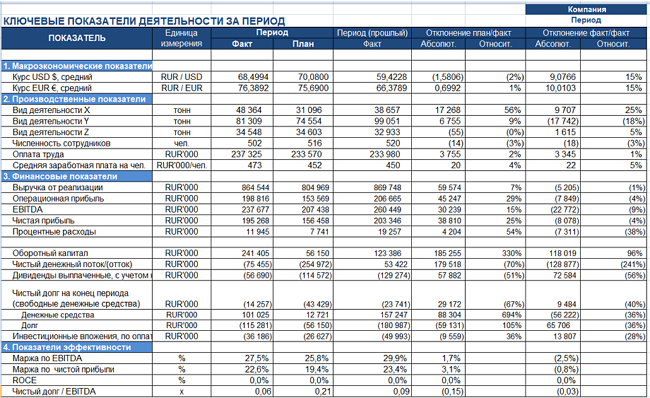 Компания
КЛЮЧЕВЫЕ ПОКАЗАТЕЛИ ДЕЯТЕЛЬНОСТИ ЗА ПЕРИОД Период
ПОКАЗАТЕЛЬ Единица измерения Период Период (прошлый) Отклонение план/факт Отклонение факт/факт
Факт План Факт Абсолют. Относит. Абсолют. Относит.
1. Макроэкономические показатели
Курс USD $, средний RUR / USD 68,4994 70,0800 59,4228 (1,5806) (2%) 9,0766 15%
Курс EUR €, средний RUR / EUR 76,3892 75,6900 66,3789 0,6992 1% 10,0103 15%
2. Производственные показатели
Вид деятельности X тонн 48 364 31 096 38 657 17 268 56% 9 707 25%
Вид деятельности Y тонн 81 309 74 554 99 051 6 755 9% (17 742) (18%)
Вид деятельности Z тонн 34 548 34 603 32 933 (55) (0%) 1 615 5%
Численность сотрудников чел. 502 516 520 (14) (3%) (18) (3%)
Оплата труда RUR'000 237 325 233 570 233 980 3 755 2% 3 345 1%
Средняя заработная плата на чел. RUR'000/чел. 473 452 450 20 4% 22 5%
3. Финансовые показатели
Выручка от реализации RUR'000 864 544 804 969 869 748 59 574 7% (5 205) (1%)
Операционная прибыль RUR'000 198 816 153 569 206 665 45 247 29% (7 849) (4%)
EBITDA RUR'000 237 677 207 438 260 449 30 239 15% (22 772) (9%)
Чистая прибыль RUR'000 195 268 156 458 203 346 38 810 25% (8 078) (4%)
Процентные расходы RUR'000 11 945 7 741 19 257 4 204 54% (7 311) (38%)
Оборотый капитал RUR'000 241 405 56 150 123 386 185 255 330% 118 019 96%
Чистый денежный поток/(отток) RUR'000 (75 455) (254 972) 53 422 179 518 (70%) (128 877) (241%)
Дивиденды выплаченные, с учетом RUR'000 (56 690) (114 572) (129 274) 57 882 (51%) 72 584 (56%)
Чистый долг на конец периода
(свободные денежные средства) RUR'000 (14 257) (43 429) (23 741) 29 172 (67%) 9 484 (40%)
Денежные средства RUR'000 101 025 12 721 157 247 88 304 694% (56 222) (36%)
Долг RUR'000 (115 281) (56 150) (180 987) (59 131) 105% 65 706 (36%)
Инвестиционные вложения, по оплат RUR'000 (36 186) (26 627) (49 993) (9 559) 36% 13 807 (28%)
4. Показатели эффективности
Маржа по EBITDA % 27,5% 25,8% 29,9% 1,7% (2,5%)
Маржа по чистой прибыли % 22,6% 19,4% 23,4% 3,1% (0,8%)
ROCE % 0,0% 0,0% 0,0% 0,0% 0,0%
Чистый долг / EBITDA x 0,06 0,21 0,09 (0,15) (0,03)